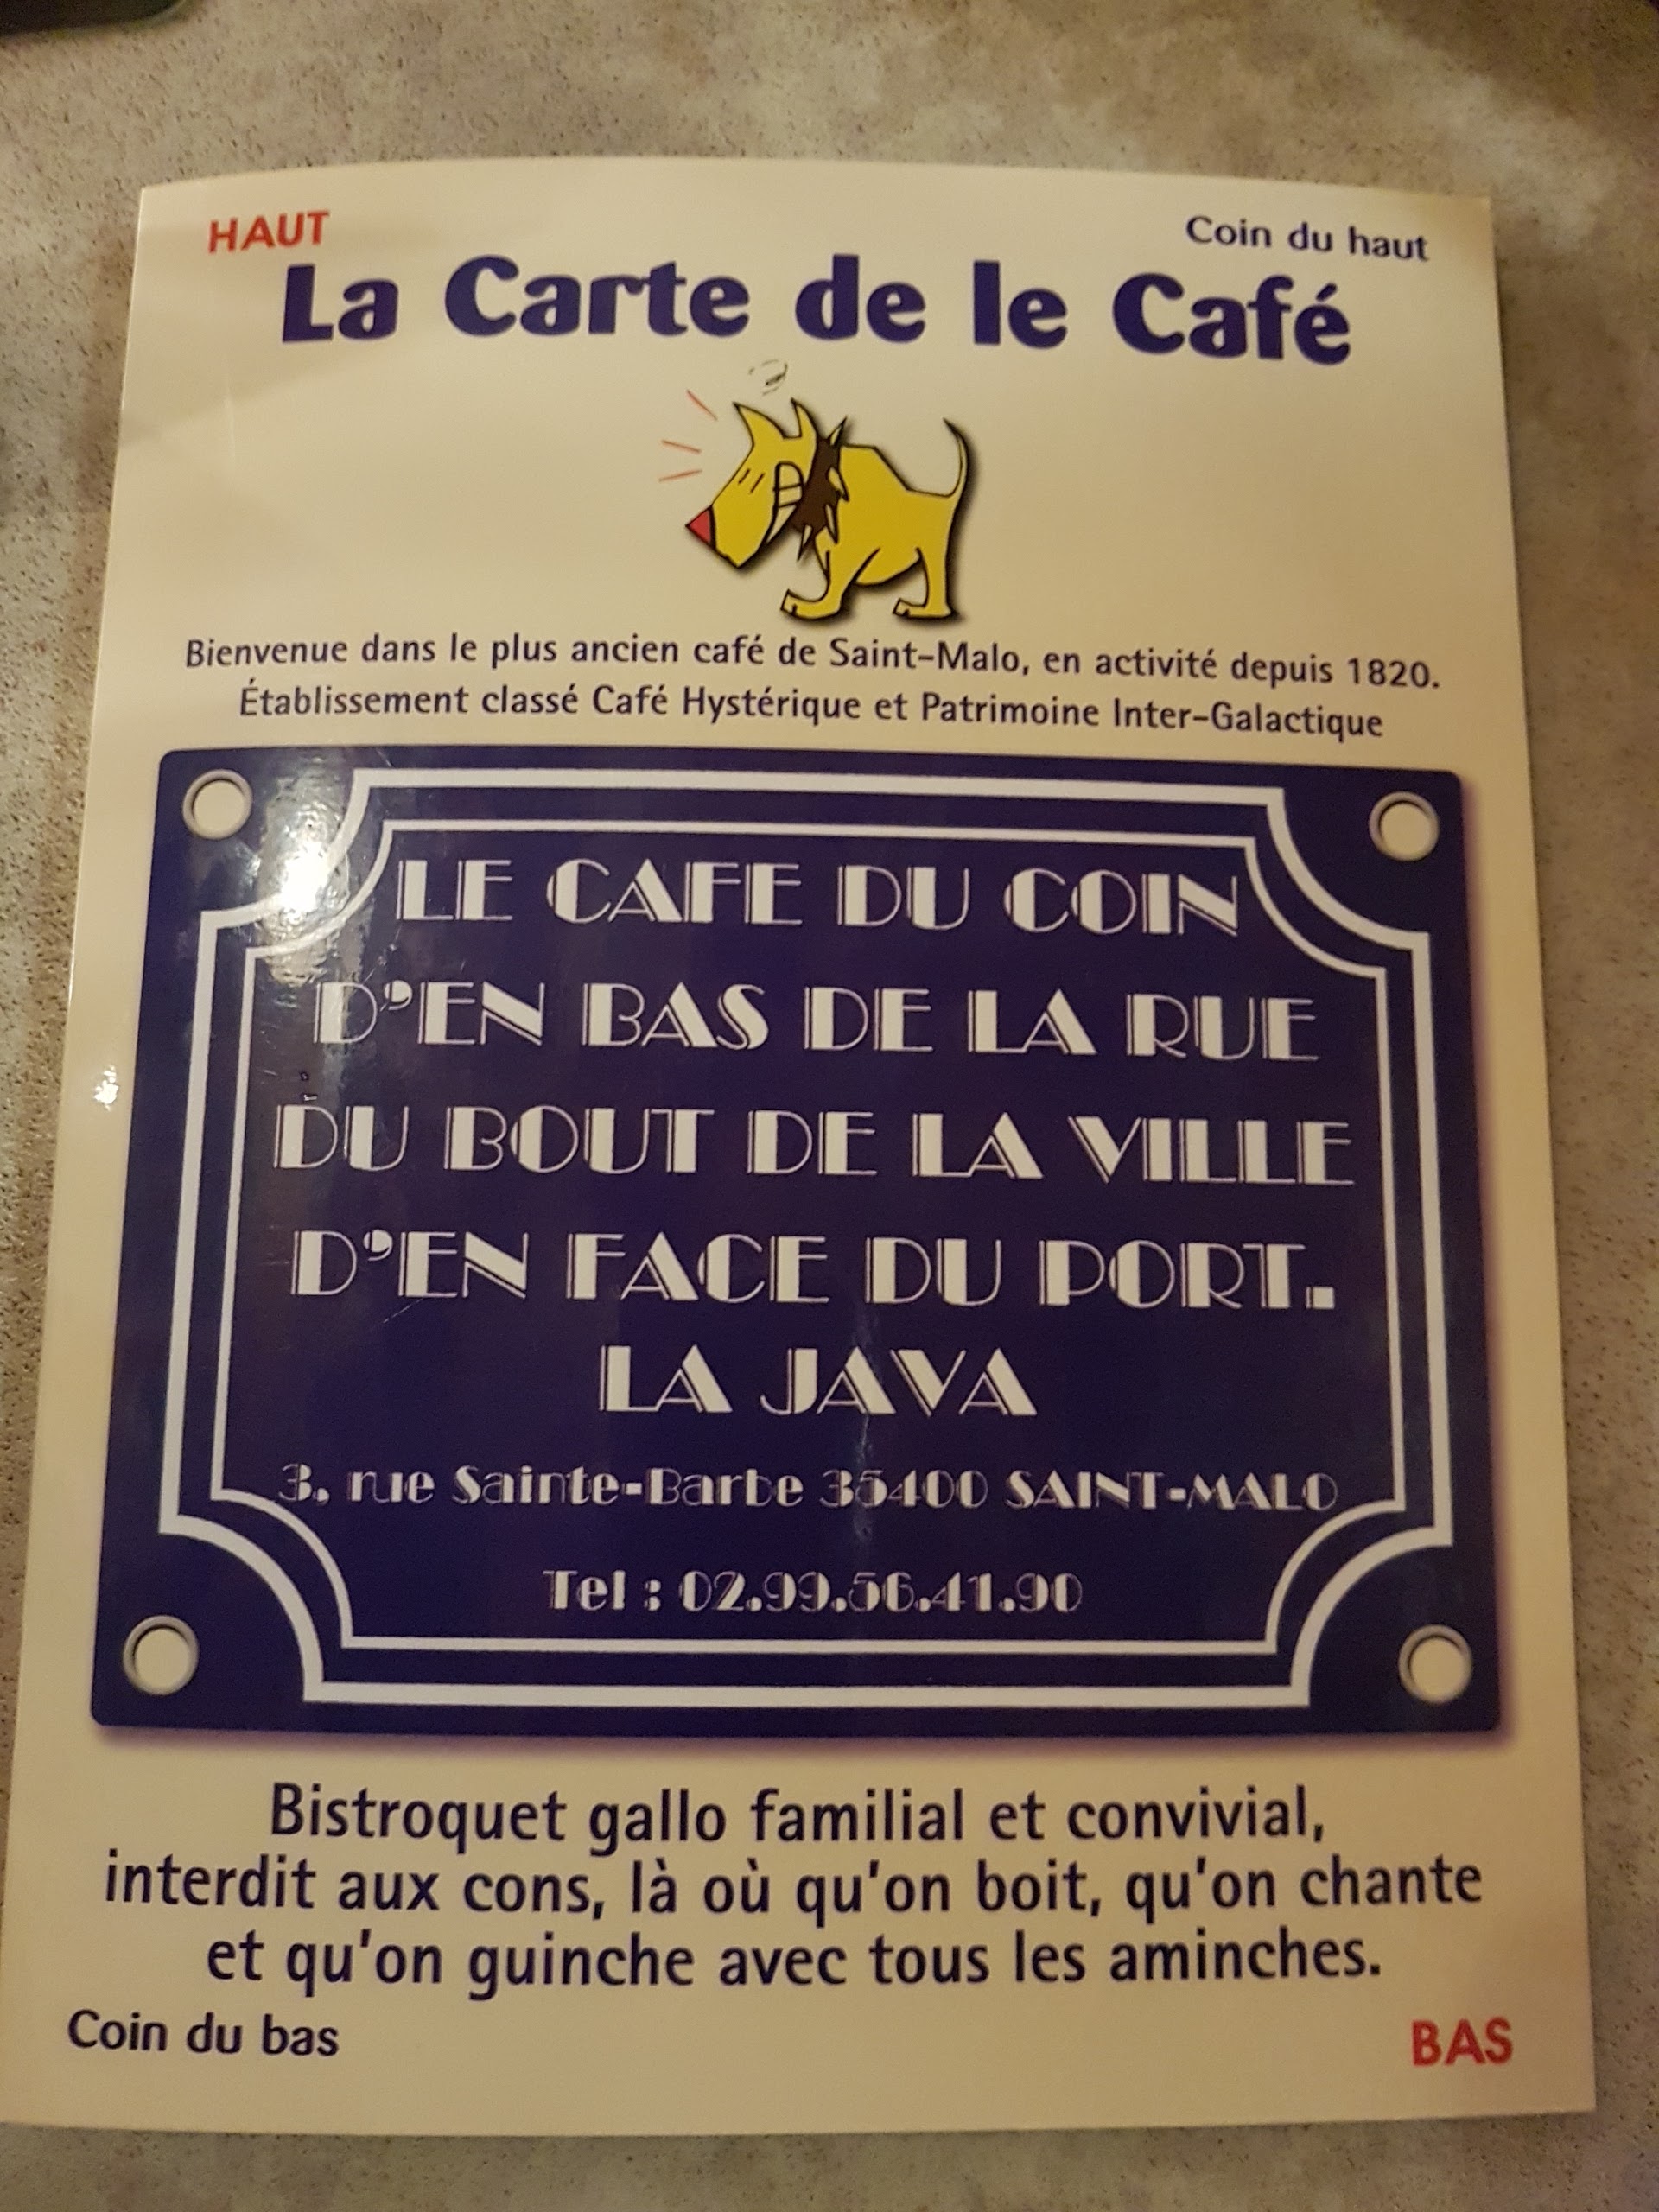 HAUT
Coin du haut
La Carte de le Café
Bienvenue dans le plus ancien café de Saint-Malo, en activité depuis 1820.
Établissement classé Café Hystérique et Patrimoine Inter-Galactique
LE CAFE DU COIN
D'EN BAS DE LA RUE
DU BOUT DE LA VILLE
D'EN FACE DU PORT.
LA JAVA
3, rue Sainte-Barbe 35400 SAINT-MALO
Tel : 02.99.56.41.90
Bistroquet gallo familial et convivial,
interdit aux cons, là où qu'on boit, qu'on chante
et qu'on guinche avec tous les aminches.
Coin du bas
BAS